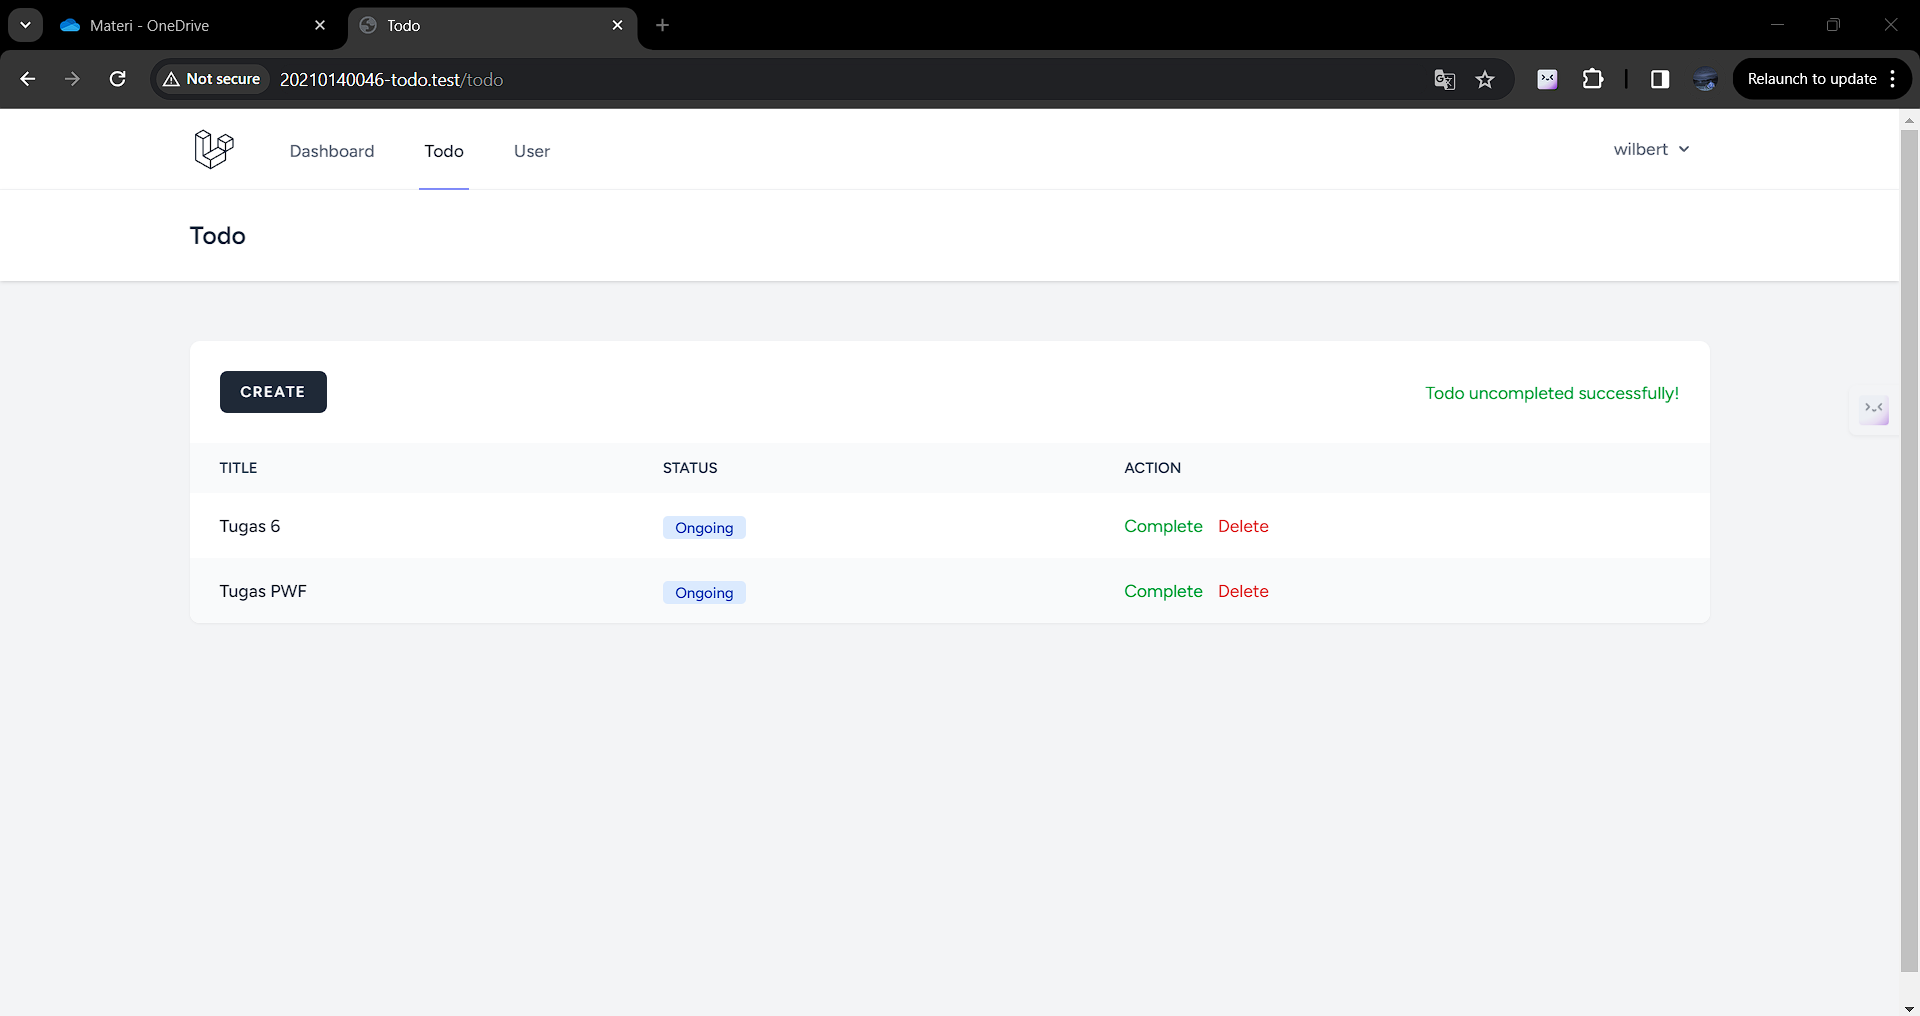 Materi - OneDrive
Todo
Not secure
20210140046-todo.test/todo
Relaunch to update
Dashboard
Todo
User
wilbert
Todo
CREATE
Todo uncompleted successfully!
TITLE
STATUS
ACTION
Tugas 6
Ongoing
Complete
Delete
Tugas PWF
Ongoing
Complete
Delete